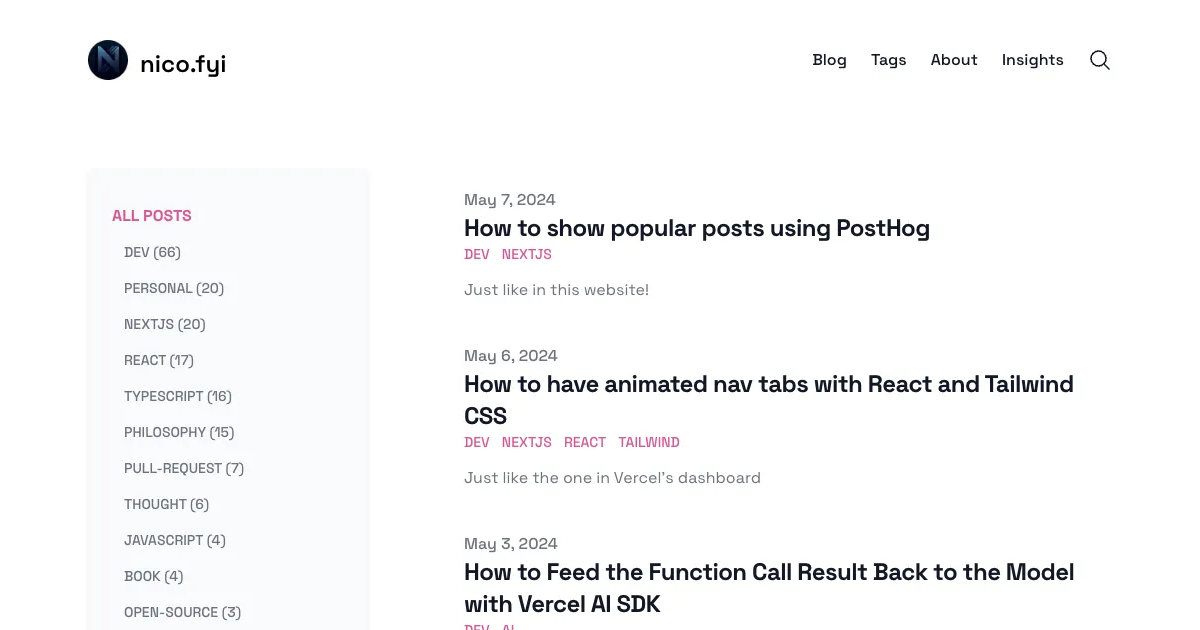 nico.fyi
Blog
Tags
About
Insights
ALL POSTS
DEV (66)
PERSONAL (20)
NEXTJS (20)
REACT (17)
TYPESCRIPT (16)
PHILOSOPHY (15)
PULL-REQUEST (7)
THOUGHT (6)
JAVASCRIPT (4)
BOOK (4)
OPEN-SOURCE (3)
May 7, 2024
How to show popular posts using PostHog
DEV NEXTJS
Just like in this website!
May 6, 2024
How to have animated nav tabs with React and Tailwind
CSS
DEV NEXTJS REACT TAILWIND
Just like the one in Vercel's dashboard
May 3, 2024
How to Feed the Function Call Result Back to the Model
with Vercel AI SDK
DEV AI